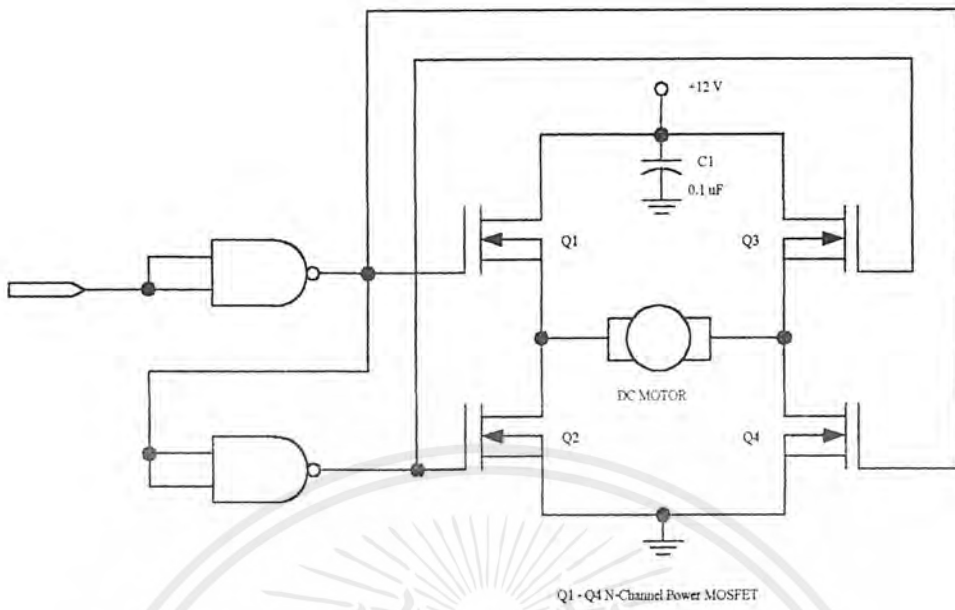 +12 V
C1
0.1 uF
Q1
Q3
DC MOTOR
Q2
Q4
Q1 - Q4 N-Channel Power MOSFET